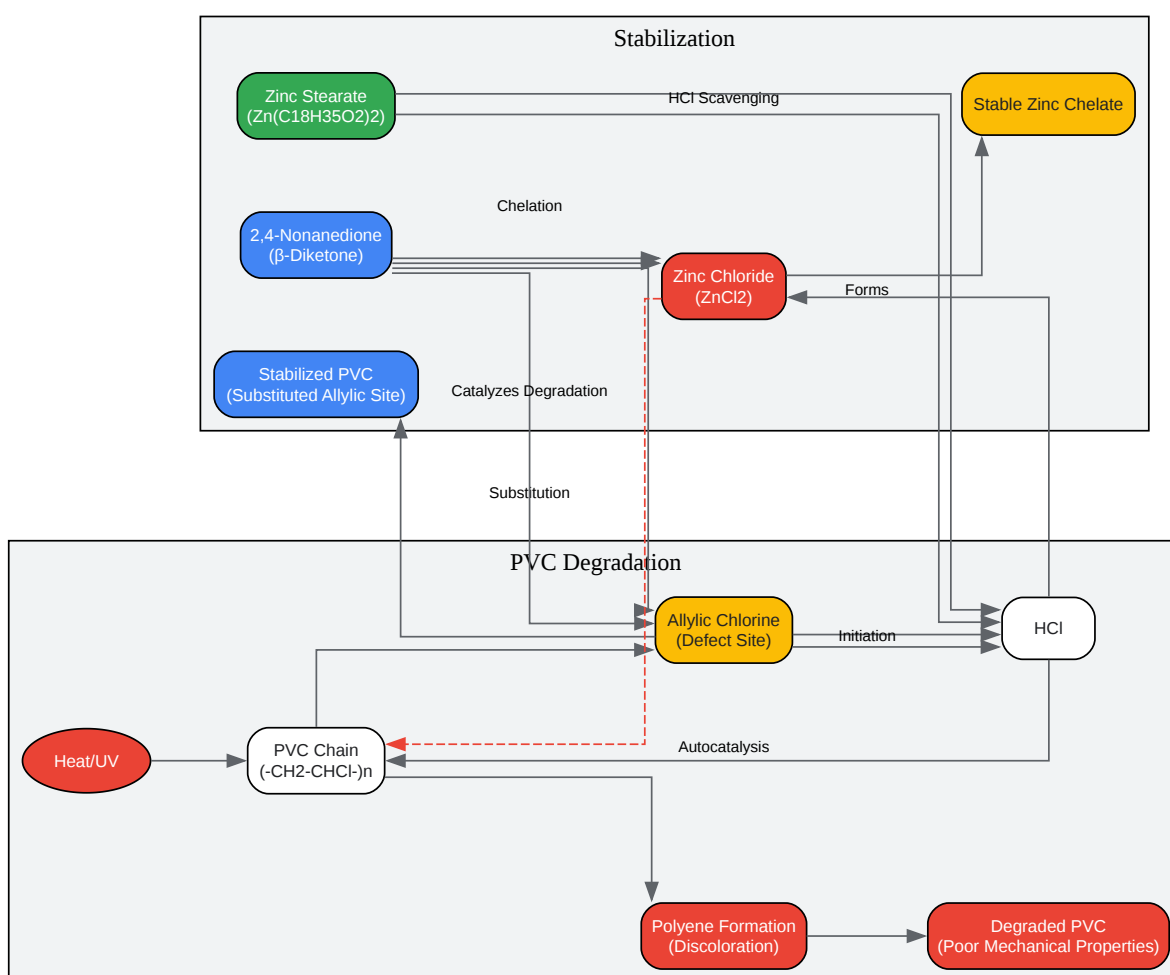 Stabilization
Zinc Stearate
(Zn(C18H35O2)2)
HCl Scavenging
Stable Zinc Chelate
Chelation
2,4-Nonanedione
(β-Diketone)
Zinc Chloride
(ZnCl2)
Forms
Stabilized PVC
(Substituted Allylic Site)
Catalyzes Degradation
Substitution
PVC Degradation
Allylic Chlorine
(Defect Site)
Initiation
HCl
Heat/UV
PVC Chain
(-CH2-CHCl-)n
Autocatalysis
Polyene Formation
(Discoloration)
Degraded PVC
(Poor Mechanical Properties)